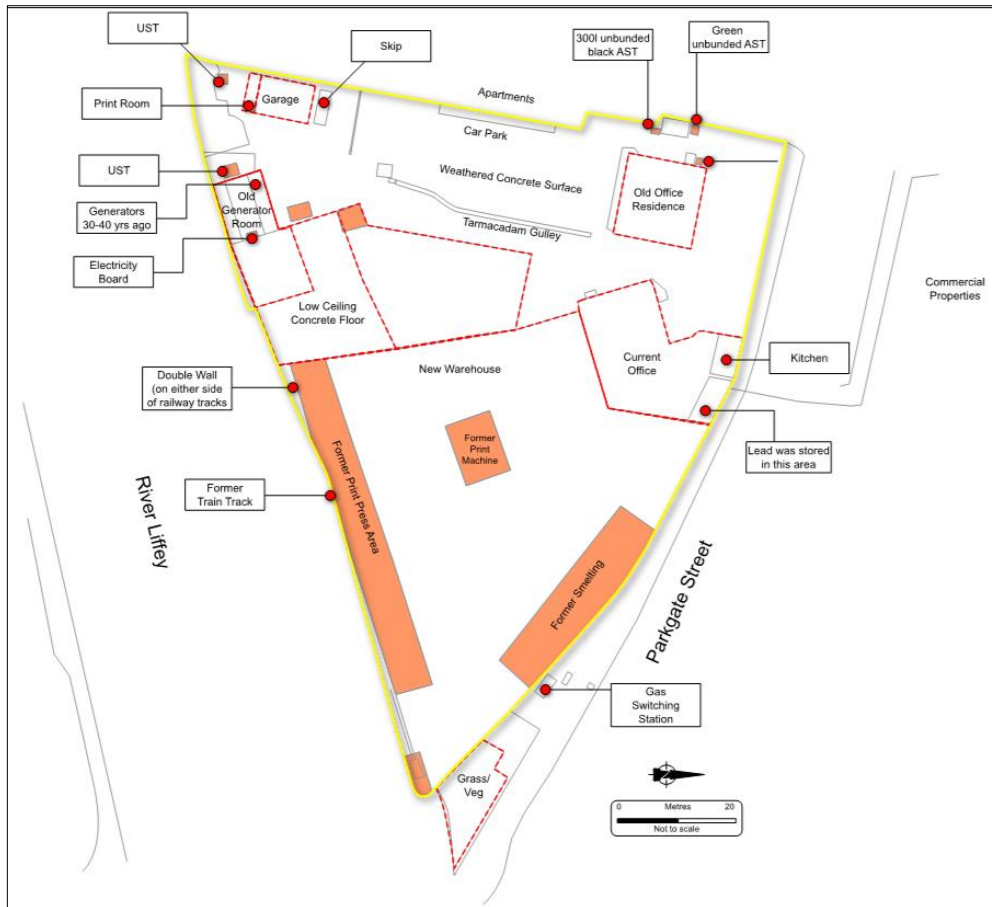 UST
Skip
300l unbunded
black AST
Green
unbunded AST
Print Room
Garage
Apartments
Car Park
UST
Weathered Concrete Surface
Old Office
Residence
Generators
30-40 yrs ago
Old
Generator
Room
Tarmacadam Gulley
Electricity
Board
Low Ceiling
Concrete Floor
Commercial
Properties
Double Wall
(on either side
of railway tracks
New Warehouse
Current
Office
Kitchen
Former
Print
Machine
Lead was stored
in this area
Former
Train Track
Former Print Press Area
River Liffey
Former Smelting
Parkgate Street
Gas
Switching
Station
Grass/
Veg
0 Metres 20
Not to scale